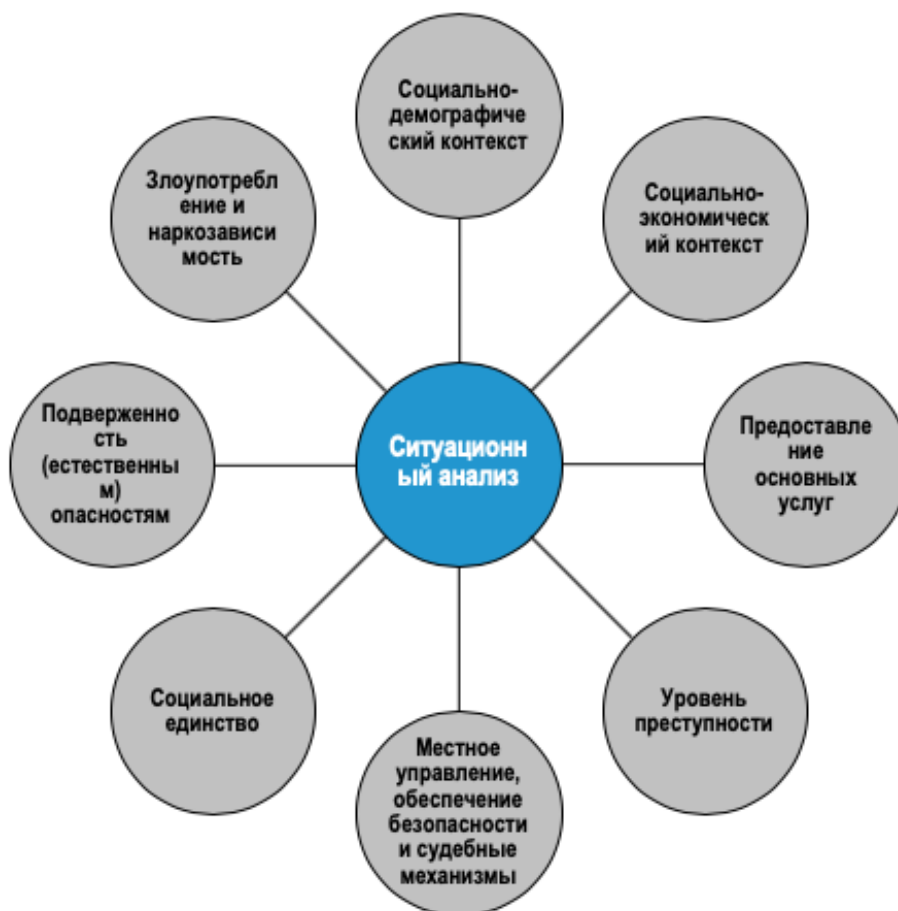 Социально-
демографиче
ский контекст
Социально-
экономическ
ий контекст
Предоставле
ние
основных
услуг
Уровень
преступности
Местное
управление,
обеспечение
безопасности
и судебные
механизмы
Социальное
единство
Подверженно
сть
(естественны
м)
опасностям
Злоупотребл
ение и
наркозависи
мость
Ситуационн
ый анализ